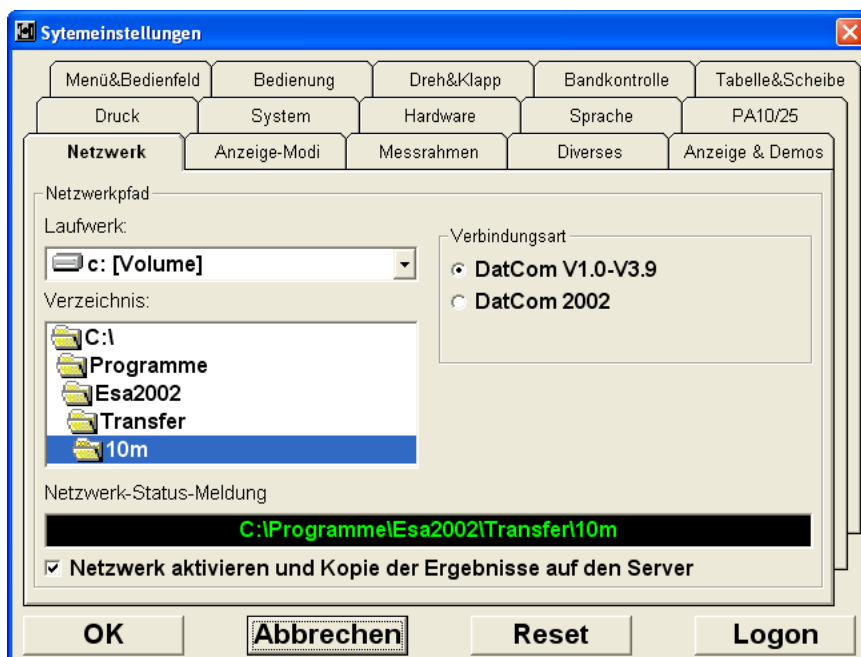 Sytemeinstellungen
Menü&Bedienfeld Bedienung Dreh&Klapp Bandkontrolle Tabelle&Scheibe
Druck System Hardware Sprache PA10/25
Netzwerk Anzeige-Modi Messrahmen Diverses Anzeige & Demos
Netzwerkpfad
Laufwerk:
c: [Volume]
Verzeichnis:
C:\
Programme
Esa2002
Transfer
10m
Verbindungsart
DatCom V1.0-V3.9
DatCom 2002
Netzwerk-Status-Meldung
C:\Programme\Esa2002\Transfer\10m
Netzwerk aktivieren und Kopie der Ergebnisse auf den Server
OK Abbrechen Reset Logon